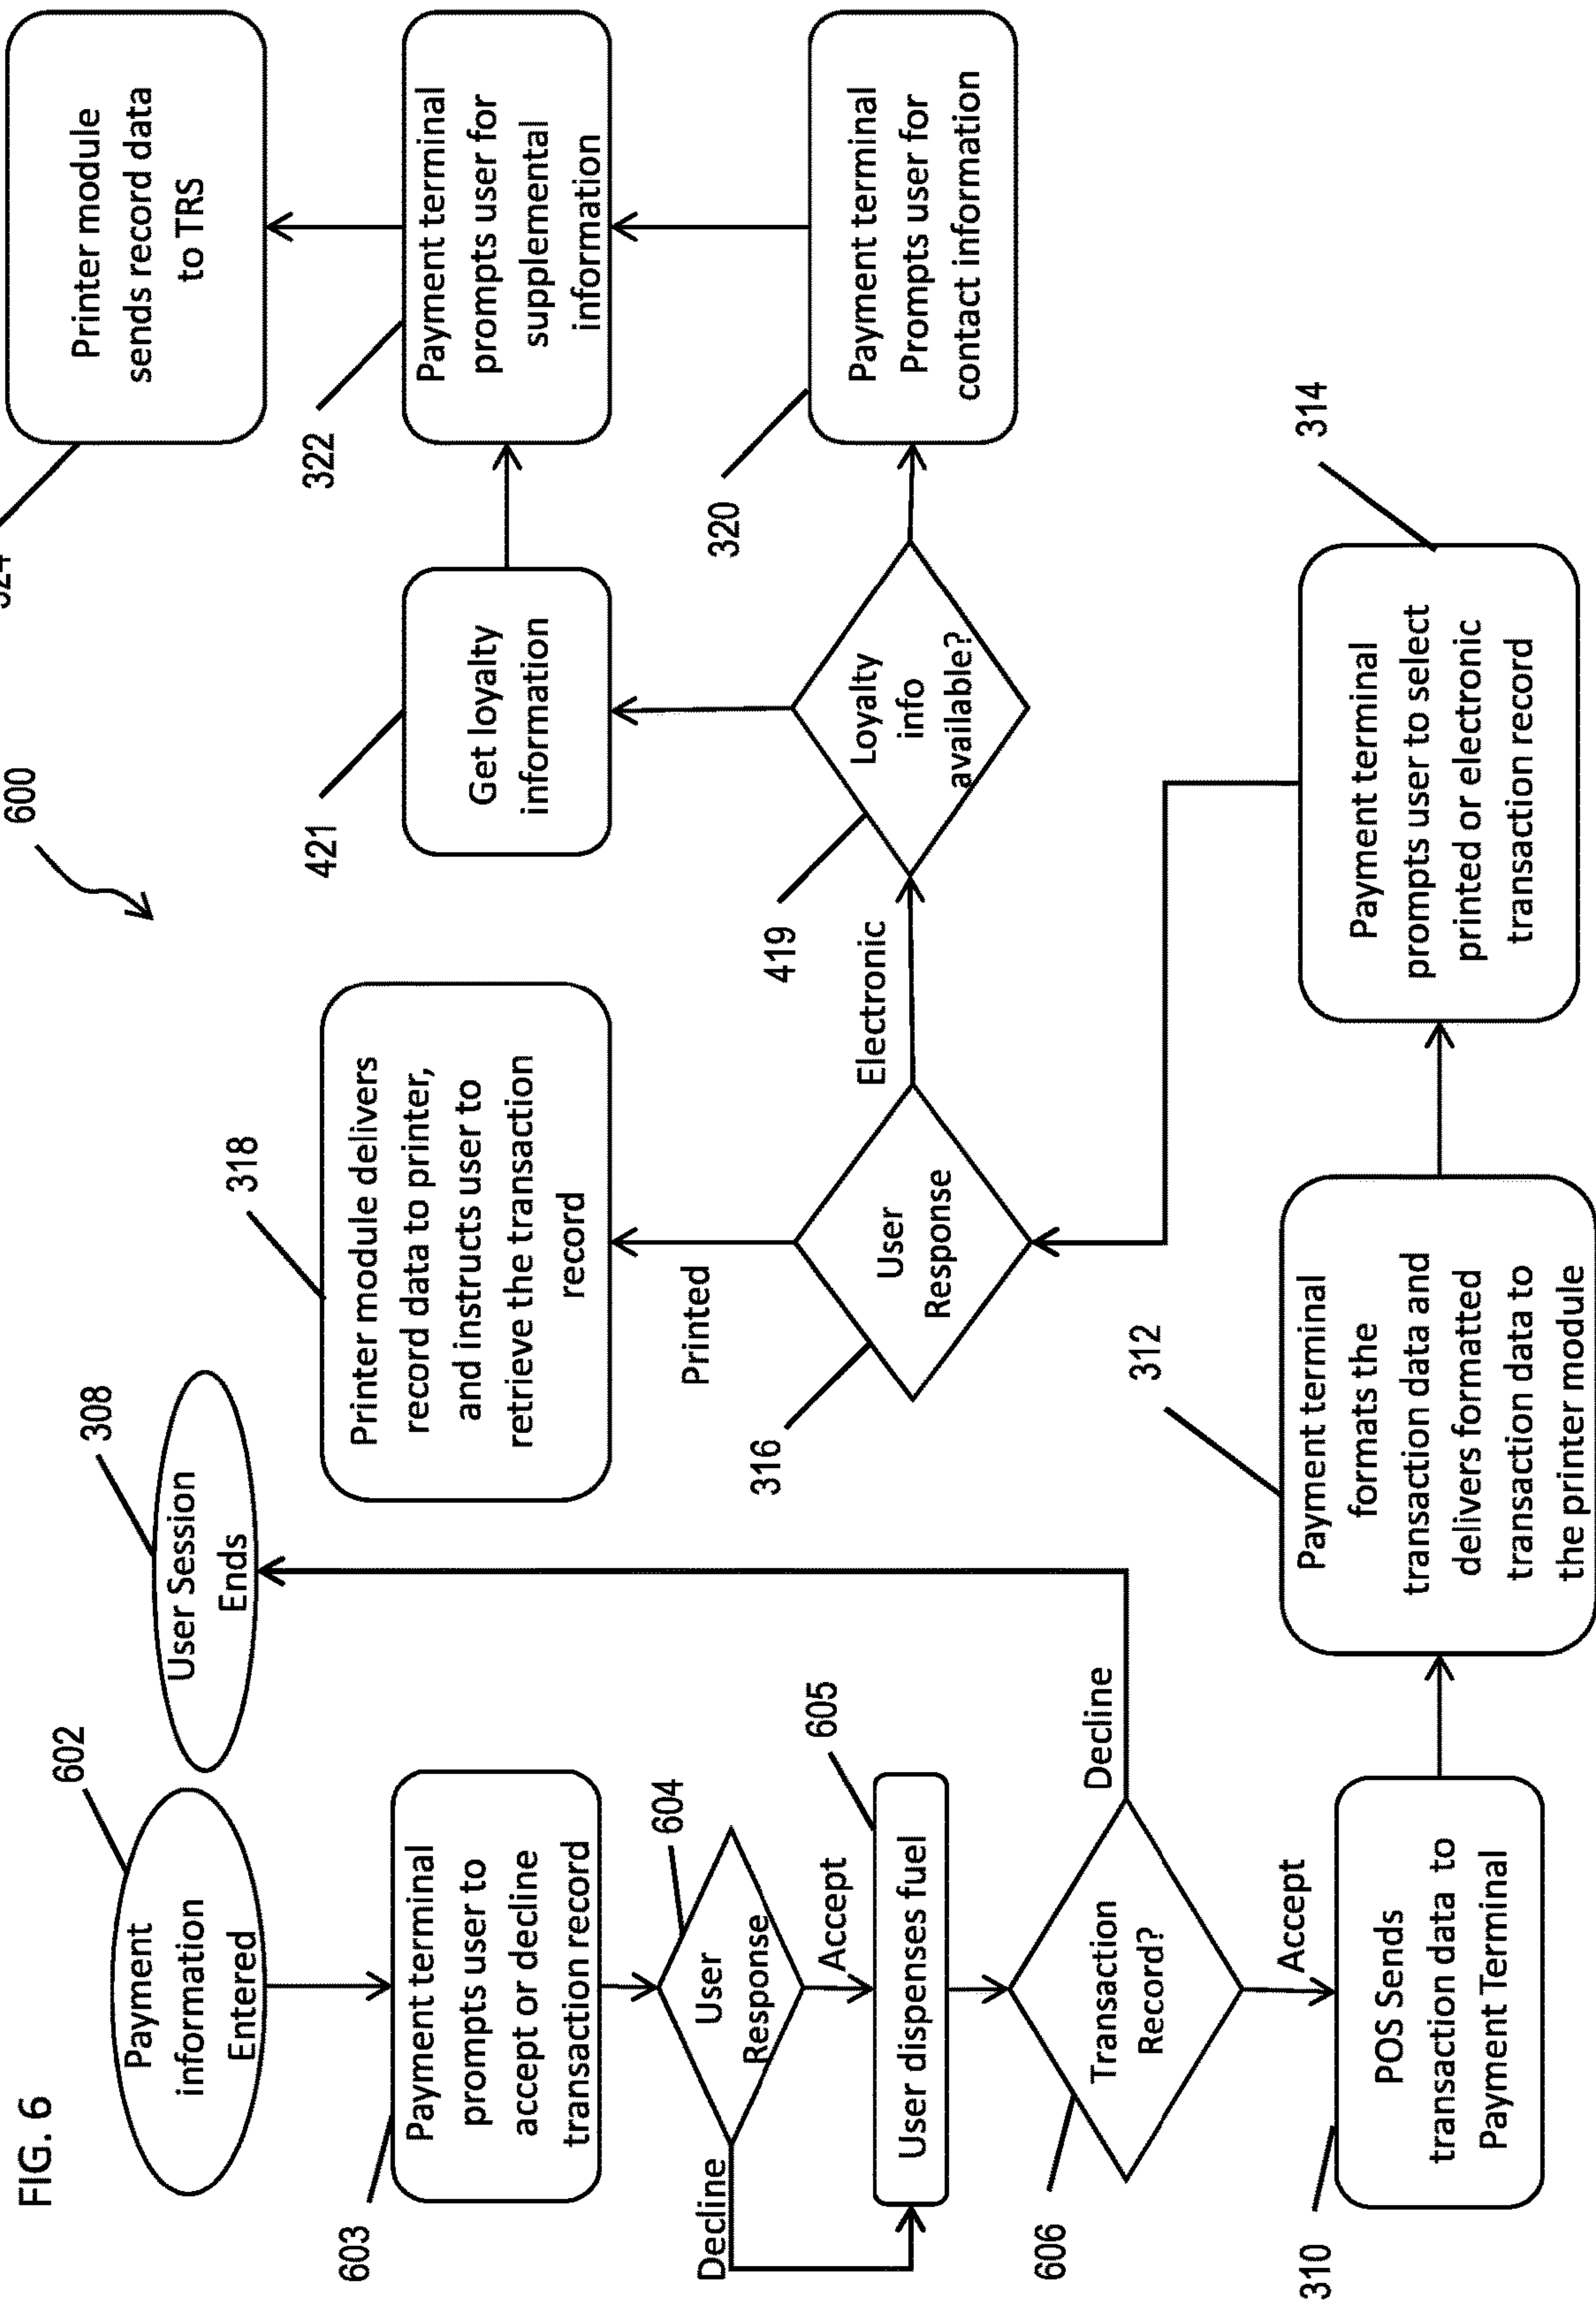 FIG. 6
600
602
Payment
information
Entered
308
User Session
Ends
603
Payment terminal
prompts user to
accept or decline
transaction record
604
User
Response
Decline
Accept
605
User dispenses fuel
606
Transaction
Record?
Decline
Accept
310
POS Sends
transaction data to
Payment Terminal
312
Payment terminal
formats the
transaction data and
delivers formatted
transaction data to
the printer module
314
Payment terminal
prompts user to select
printed or electronic
transaction record
316
User
Response
Printed
Electronic
318
Printer module delivers
record data to printer,
and instructs user to
retrieve the transaction
record
419
Loyalty
info
available?
421
Get loyalty
information
320
Payment terminal
Prompts user for
contact information
322
Payment terminal
prompts user for
supplemental
information
Printer module
sends record data
to TRS